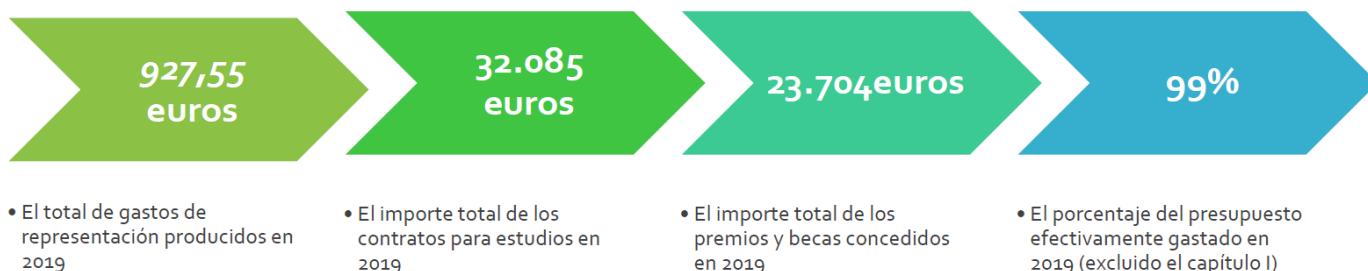 927,55
euros
32.085
euros
23.704euros
99%
• El total de gastos de
representación producidos en
2019
• El importe total de los
contratos para estudios en
2019
• El importe total de los
premios y becas concedidos
en 2019
• El porcentaje del presupuesto
efectivamente gastado en
2019 (excluido el capítulo I)